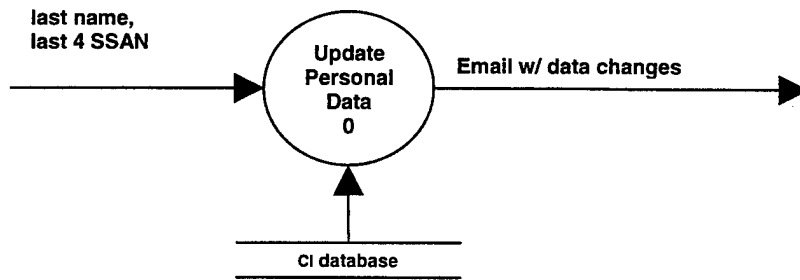 last name,
last 4 SSAN
Update
Personal
Data
0
Email w/ data changes
CI database